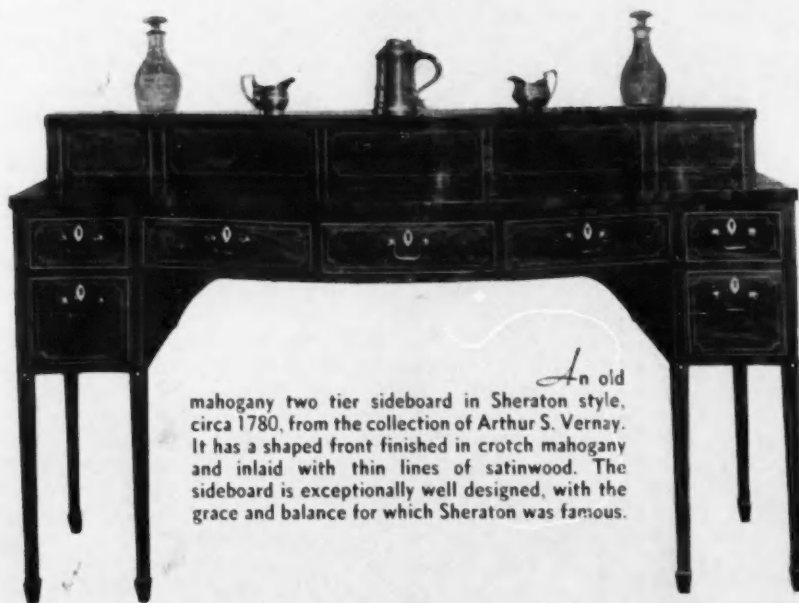 An old
mahogany two tier sideboard in Sheraton style,
circa 1780, from the collection of Arthur S. Vernay.
It has a shaped front finished in crotch mahogany
and inlaid with thin lines of satinwood. The
sideboard is exceptionally well designed, with the
grace and balance for which Sheraton was famous.